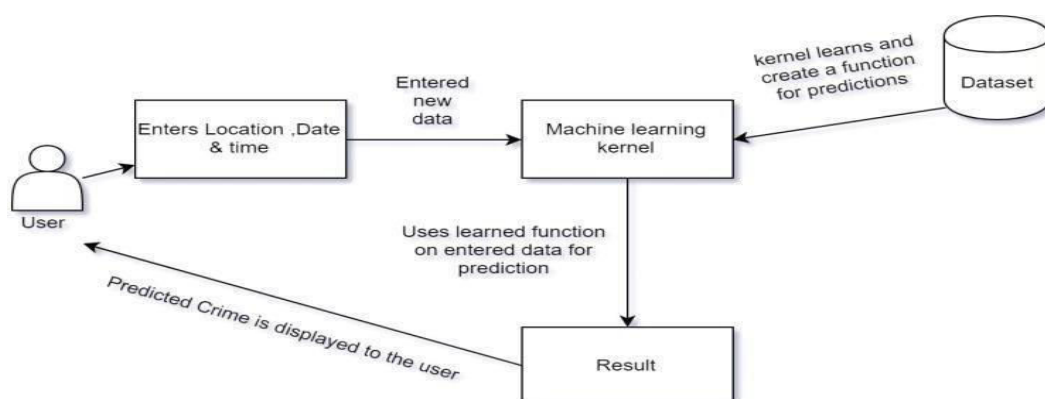 User
Enters Location ,Date
& time
Entered
new
data
Machine learning
kernel
kernel learns and
create a function
for predictions
Dataset
Uses learned function
on entered data for
prediction
Result
Predicted Crime is displayed to the user